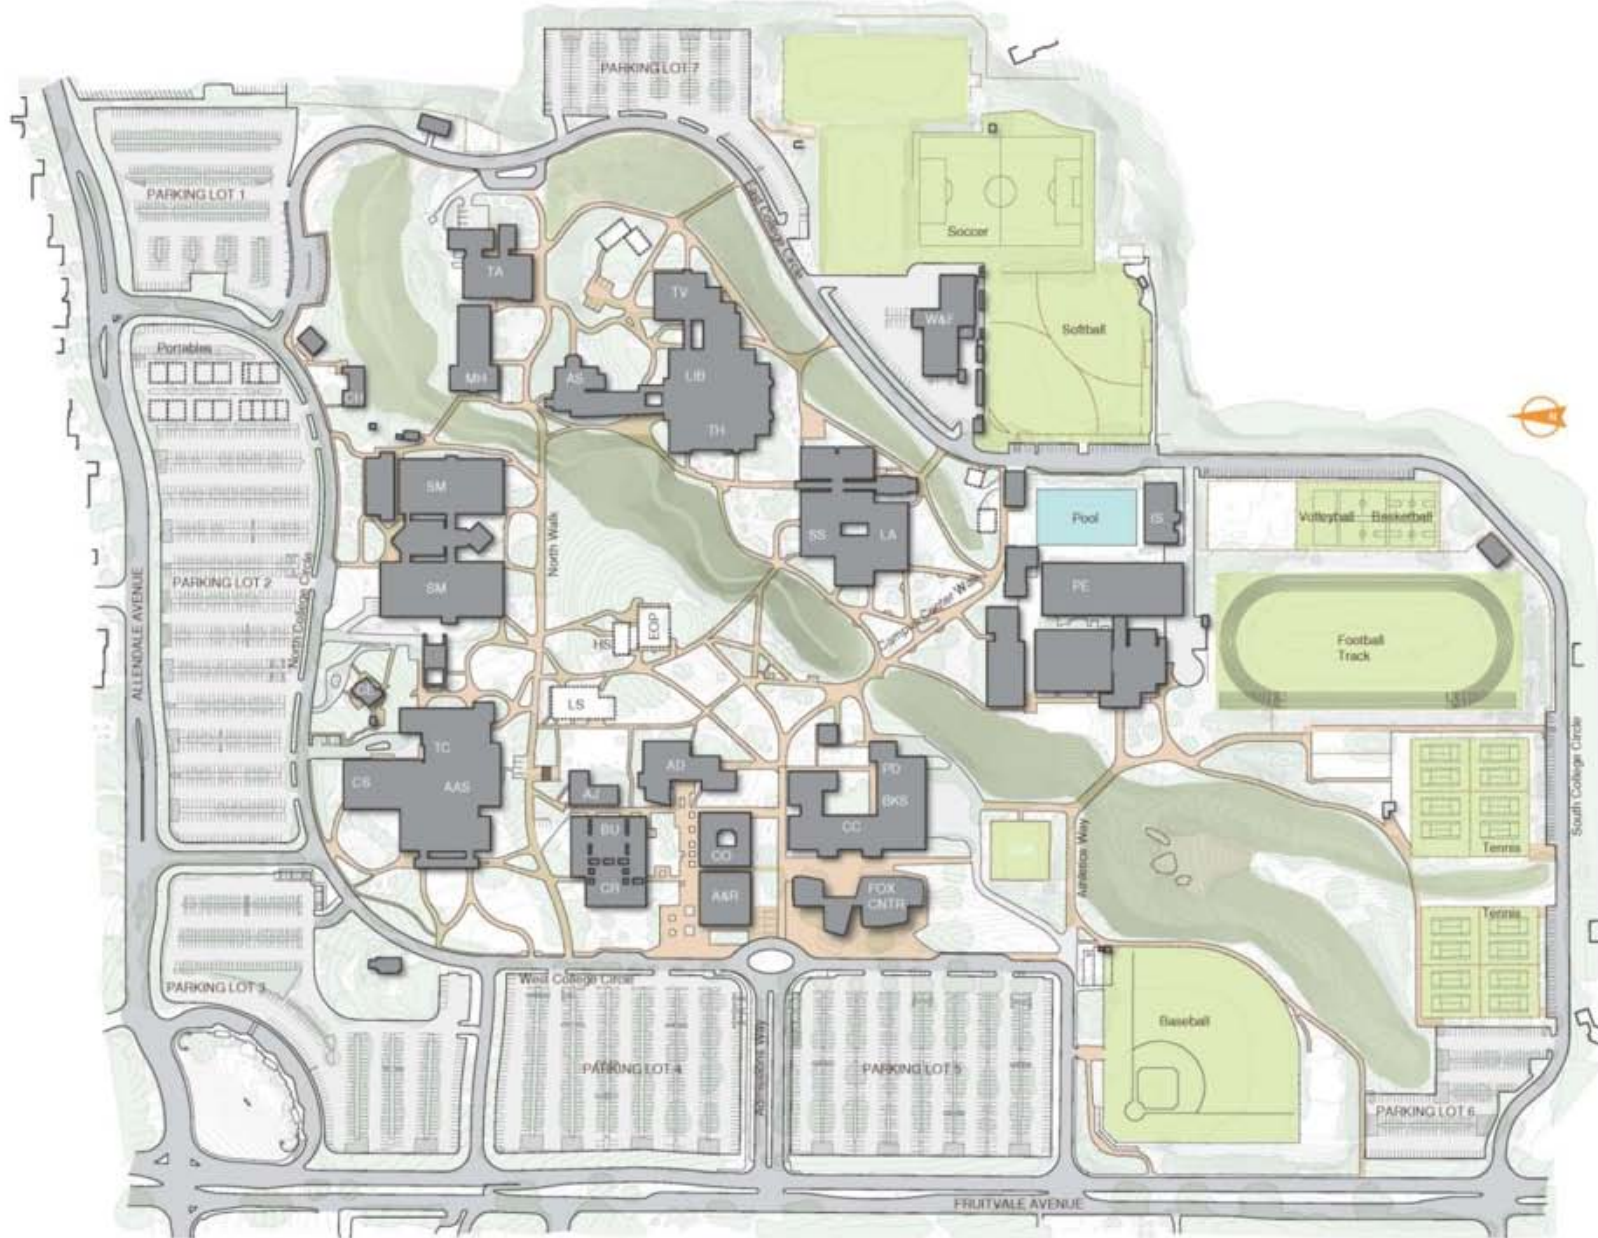 PARKING LOT 7
PARKING LOT 1
East College Circle
Soccer
TA
TV
W&F
Softball
Portables
MH
AS
LIB
TH
SM
Pool
IS
Volleyball
Basketball
North Walk
SS
LA
ALLENDALE AVENUE
PARKING LOT 2
North College Circle
SM
PE
Campus Center Walk
EOP
HS
Football
Track
LS
TC
AD
PD
CS
AAS
AJ
BKS
South College Circle
BU
CC
CO
Tennis
Athletics Way
CR
A&R
FOX
CNTR
Tennis
PARKING LOT 3
West College Circle
Baseball
PARKING LOT 4
Admissions Way
PARKING LOT 5
PARKING LOT 6
FRUITVALE AVENUE